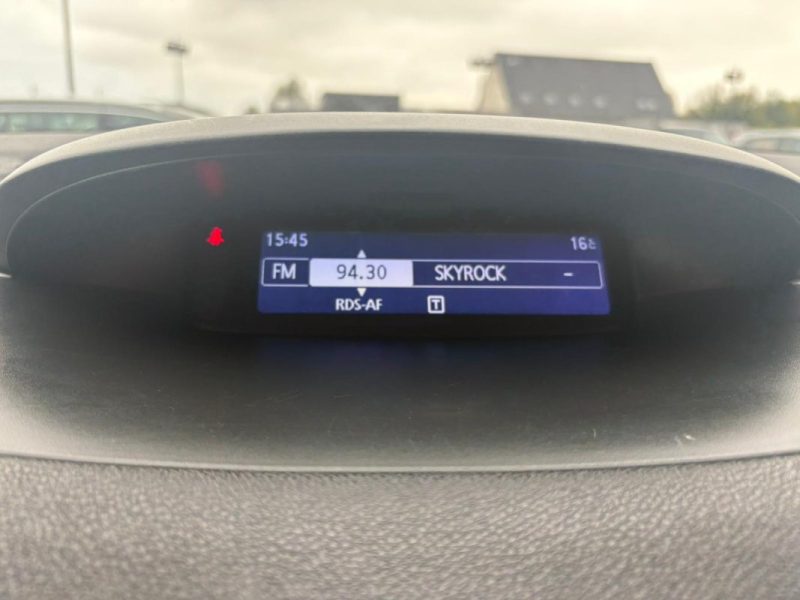 15:45 16°c
FM 94.30 SKYROCK -
RDS-AF T